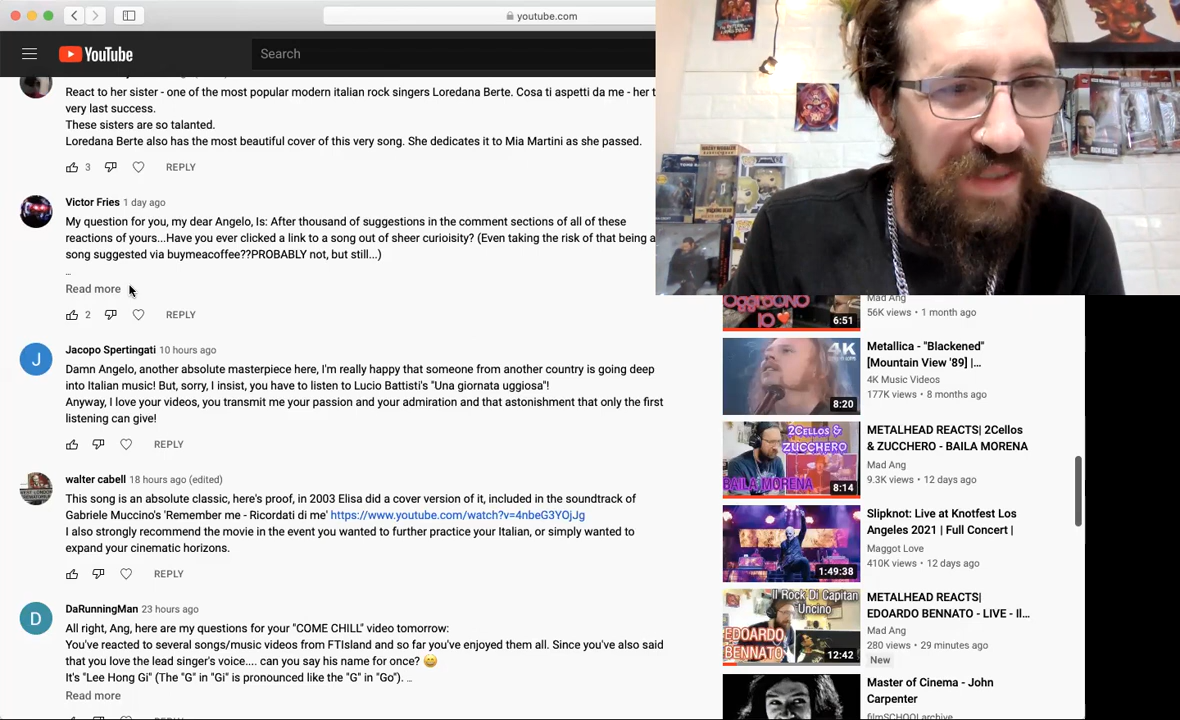 youtube.com
YouTube
Search
React to her sister - one of the most popular modern italian rock singers Loredana Berte. Cosa ti aspetti da me - her
very last success.
These sisters are so talanted.
Loredana Berte also has the most beautiful cover of this very song. She dedicates it to Mia Martini as she passed.
3 REPLY
Victor Fries 1 day ago
My question for you, my dear Angelo, Is: After thousand of suggestions in the comment sections of all of these
reactions of yours...Have you ever clicked a link to a song out of sheer curioisity? (Even taking the risk of that being a
song suggested via buymeacoffee??PROBABLY not, but still...)
...
Read more
2 REPLY
Jacopo Spertingati 10 hours ago
Damn Angelo, another absolute masterpiece here, I'm really happy that someone from another country is going deep
into Italian music! But, sorry, I insist, you have to listen to Lucio Battisti's "Una giornata uggiosa"!
Anyway, I love your videos, you transmit me your passion and your admiration and that astonishment that only the first
listening can give!
REPLY
walter cabell 18 hours ago (edited)
This song is an absolute classic, here's proof, in 2003 Elisa did a cover version of it, included in the soundtrack of
Gabriele Muccino's 'Remember me - Ricordati di me' https://www.youtube.com/watch?v=4nbeG3YOjJg
I also strongly recommend the movie in the event you wanted to further practice your Italian, or simply wanted to
expand your cinematic horizons.
REPLY
D
DaRunningMan 23 hours ago
All right, Ang, here are my questions for your "COME CHILL" video tomorrow:
You've reacted to several songs/music videos from FTIsland and so far you've enjoyed them all. Since you've also said
that you love the lead singer's voice.... can you say his name for once? 😄
It's "Lee Hong Gi" (The "G" in "Gi" is pronounced like the "G" in "Go"). ...
Read more
J
6:51
Mad Ang
56K views • 1 month ago
4K
8:20
Metallica - "Blackened"
[Mountain View '89] |...
4K Music Videos
177K views • 8 months ago
2CELLOS &
ZUCCHERO
BAILA MORENA
8:14
METALHEAD REACTS| 2Cellos
& ZUCCHERO - BAILA MORENA
Mad Ang
9.3K views • 12 days ago
1:49:38
Slipknot: Live at Knotfest Los
Angeles 2021 | Full Concert |
Maggot Love
410K views • 12 days ago
Il Rock Di Capitan
Uncino
EDOARDO
BENNATO
12:42
METALHEAD REACTS|
EDOARDO BENNATO - LIVE - Il...
Mad Ang
280 views • 29 minutes ago
New
Master of Cinema - John
Carpenter
filmSCHOOLarchive